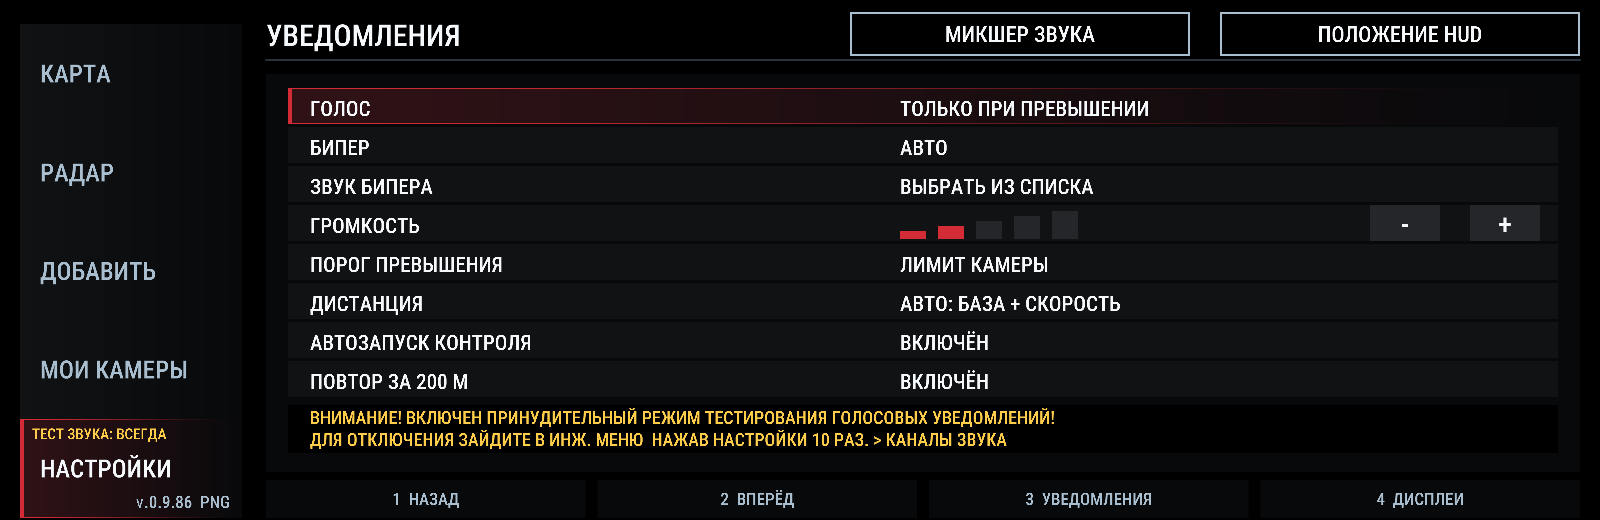 УВЕДОМЛЕНИЯ
МИКШЕР ЗВУКА
ПОЛОЖЕНИЕ HUD
КАРТА
РАДАР
ДОБАВИТЬ
МОИ КАМЕРЫ
ТЕСТ ЗВУКА: ВСЕГДА
НАСТРОЙКИ
v.0.9.86 PNG
ГОЛОС ТОЛЬКО ПРИ ПРЕВЫШЕНИИ
БИПЕР АВТО
ЗВУК БИПЕРА ВЫБРАТЬ ИЗ СПИСКА
ГРОМКОСТЬ - +
ПОРОГ ПРЕВЫШЕНИЯ ЛИМИТ КАМЕРЫ
ДИСТАНЦИЯ АВТО: БАЗА + СКОРОСТЬ
АВТОЗАПУСК КОНТРОЛЯ ВКЛЮЧЁН
ПОВТОР ЗА 200 М ВКЛЮЧЁН
ВНИМАНИЕ! ВКЛЮЧЕН ПРИНУДИТЕЛЬНЫЙ РЕЖИМ ТЕСТИРОВАНИЯ ГОЛОСОВЫХ УВЕДОМЛЕНИЙ!
ДЛЯ ОТКЛЮЧЕНИЯ ЗАЙДИТЕ В ИНЖ. МЕНЮ НАЖАВ НАСТРОЙКИ 10 РАЗ. > КАНАЛЫ ЗВУКА
1 НАЗАД
2 ВПЕРЁД
3 УВЕДОМЛЕНИЯ
4 ДИСПЛЕИ